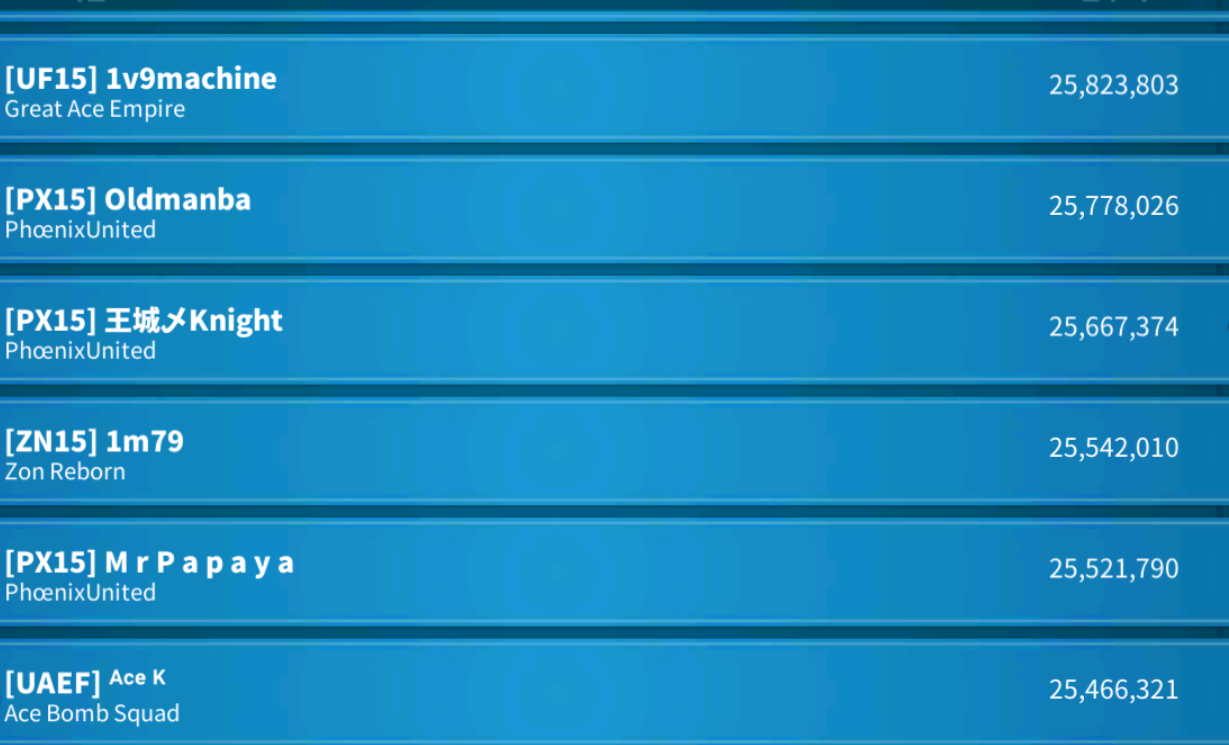 [UF15] 1v9machine
Great Ace Empire
25,823,803
[PX15] Oldmanba
PhœnixUnited
25,778,026
[PX15] 王城〆Knight
PhœnixUnited
25,667,374
[ZN15] 1m79
Zon Reborn
25,542,010
[PX15] M r P a p a y a
PhœnixUnited
25,521,790
[UAEF] ᴬᶜᵉ ᴷ
Ace Bomb Squad
25,466,321